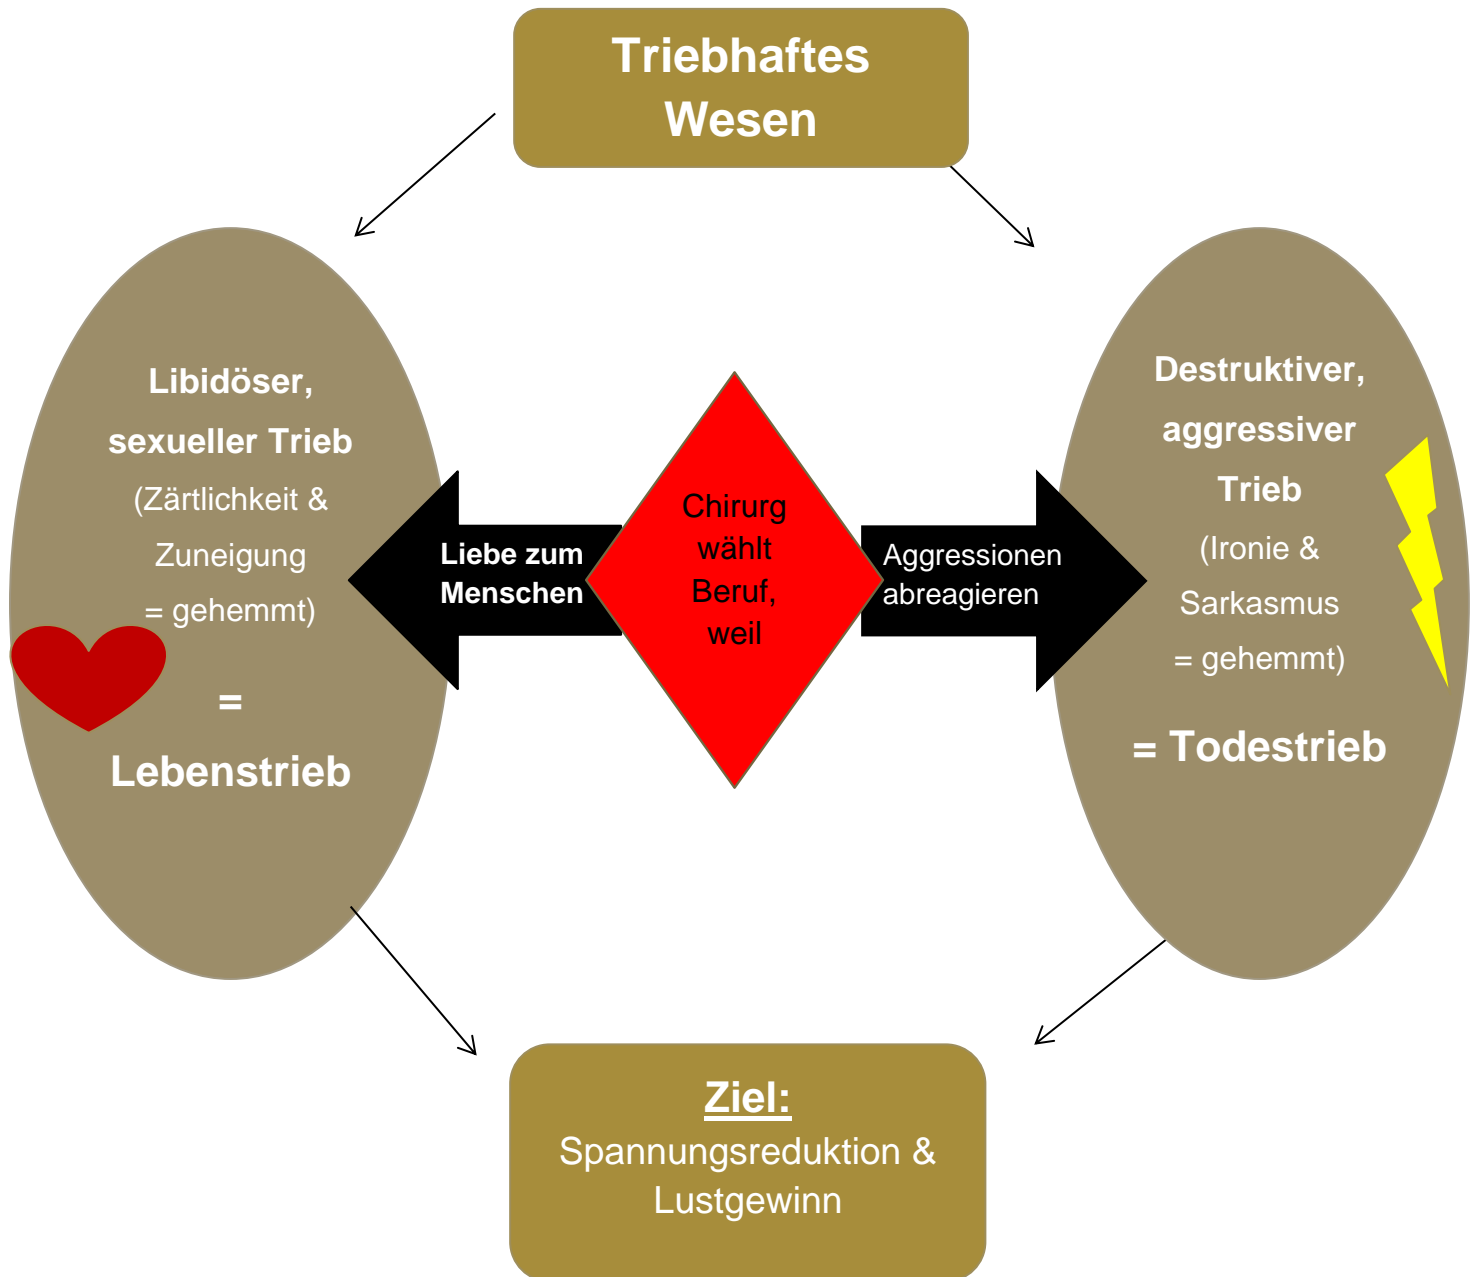 Triebhaftes
Wesen
Libidöser,
sexueller Trieb
(Zärtlichkeit &
Zuneigung
= gehemmt)
=
Lebenstrieb
Liebe zum
Menschen
Chirurg
wählt
Beruf,
weil
Aggressionen
abreagieren
Destruktiver,
aggressiver
Trieb
(Ironie &
Sarkasmus
= gehemmt)
= Todestrieb
Ziel:
Spannungsreduktion &
Lustgewinn